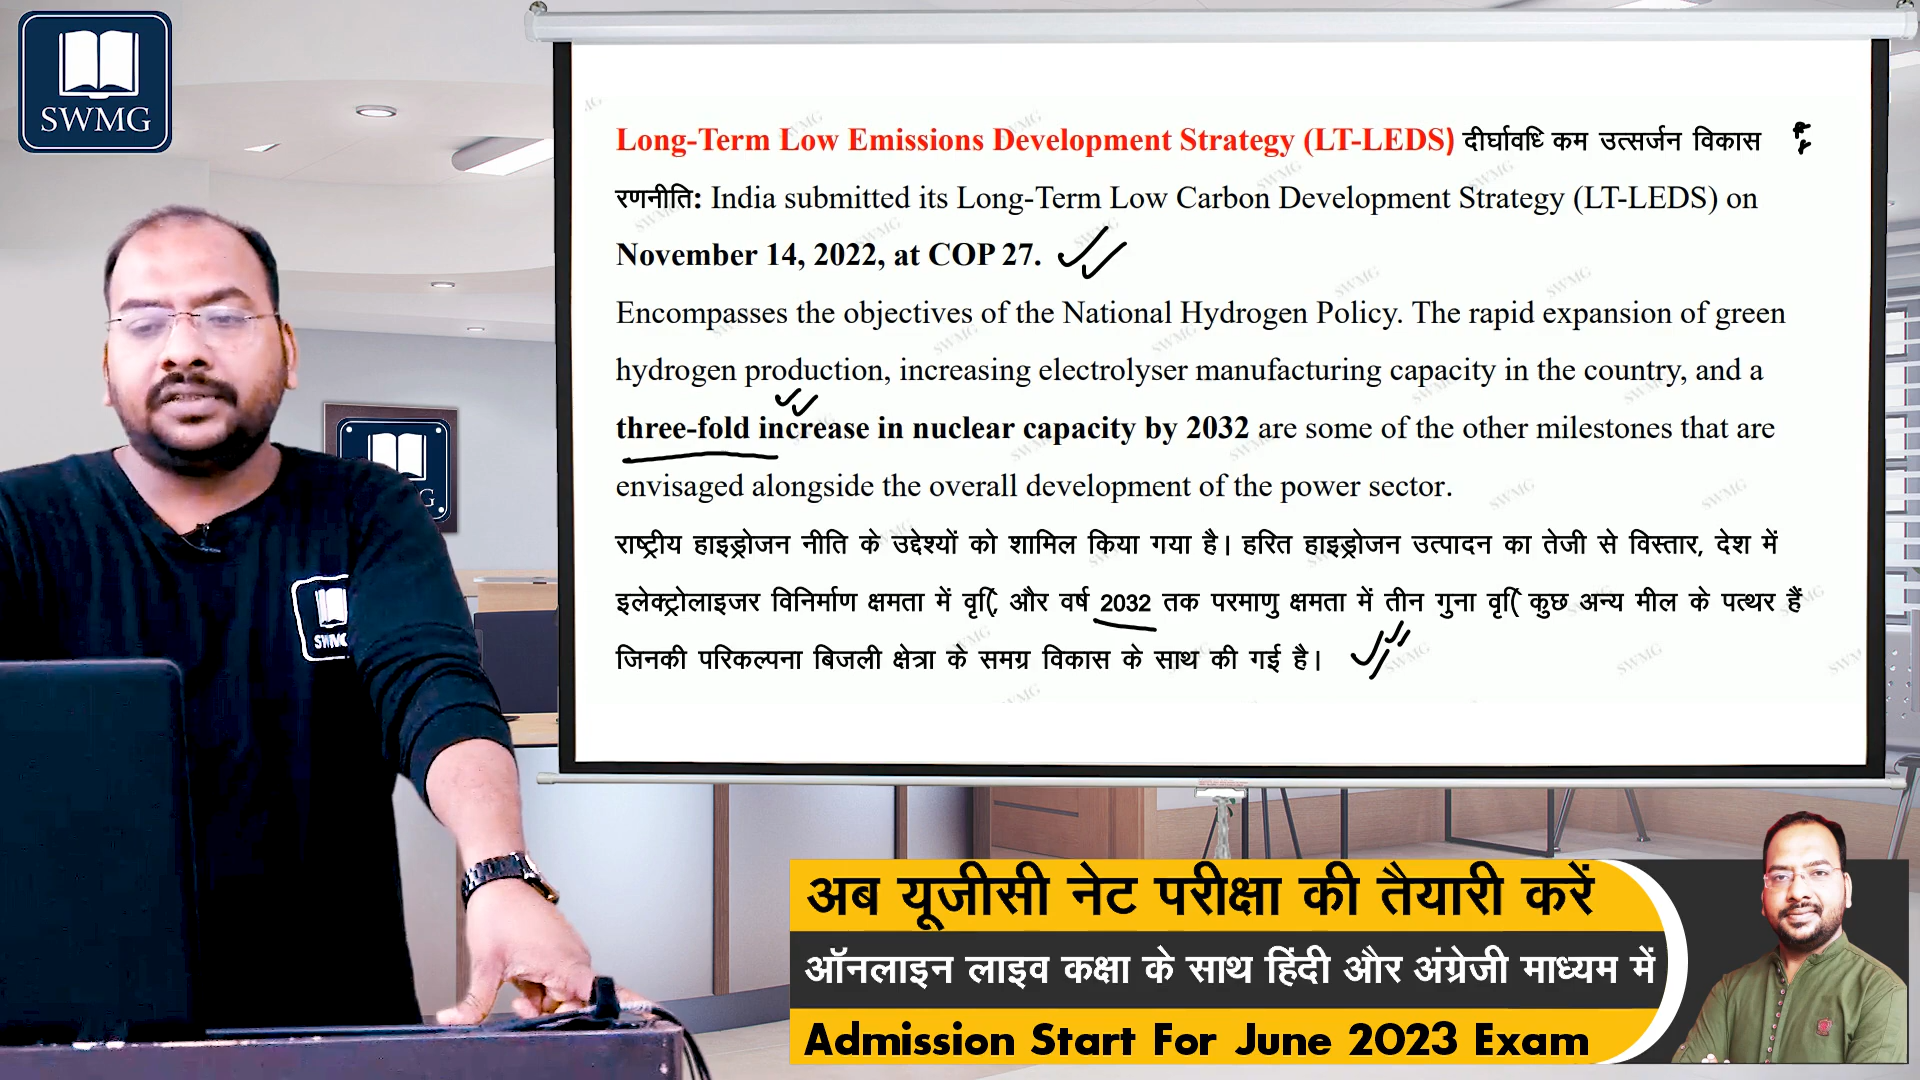 SWMG
Long-Term Low Emissions Development Strategy (LT-LEDS) दीर्घावधि कम उत्सर्जन विकास
रणनीति: India submitted its Long-Term Low Carbon Development Strategy (LT-LEDS) on
November 14, 2022, at COP 27.
Encompasses the objectives of the National Hydrogen Policy. The rapid expansion of green
hydrogen production, increasing electrolyser manufacturing capacity in the country, and a
three-fold increase in nuclear capacity by 2032 are some of the other milestones that are
envisaged alongside the overall development of the power sector.
राष्ट्रीय हाइड्रोजन नीति के उद्देश्यों को शामिल किया गया है। हरित हाइड्रोजन उत्पादन का तेजी से विस्तार, देश में
इलेक्ट्रोलाइजर विनिर्माण क्षमता में और वर्ष 2032 तक परमाणु क्षमता में तीन गुना कुछ अन्य मील के पत्थर हैं
जिनकी परिकल्पना बिजली क्षेत्रा के समग्र विकास के साथ की गई है।
SWMG
अब यूजीसी नेट परीक्षा की तैयारी करें
ऑनलाइन लाइव कक्षा के साथ हिंदी और अंग्रेजी माध्यम में
Admission Start For June 2023 Exam